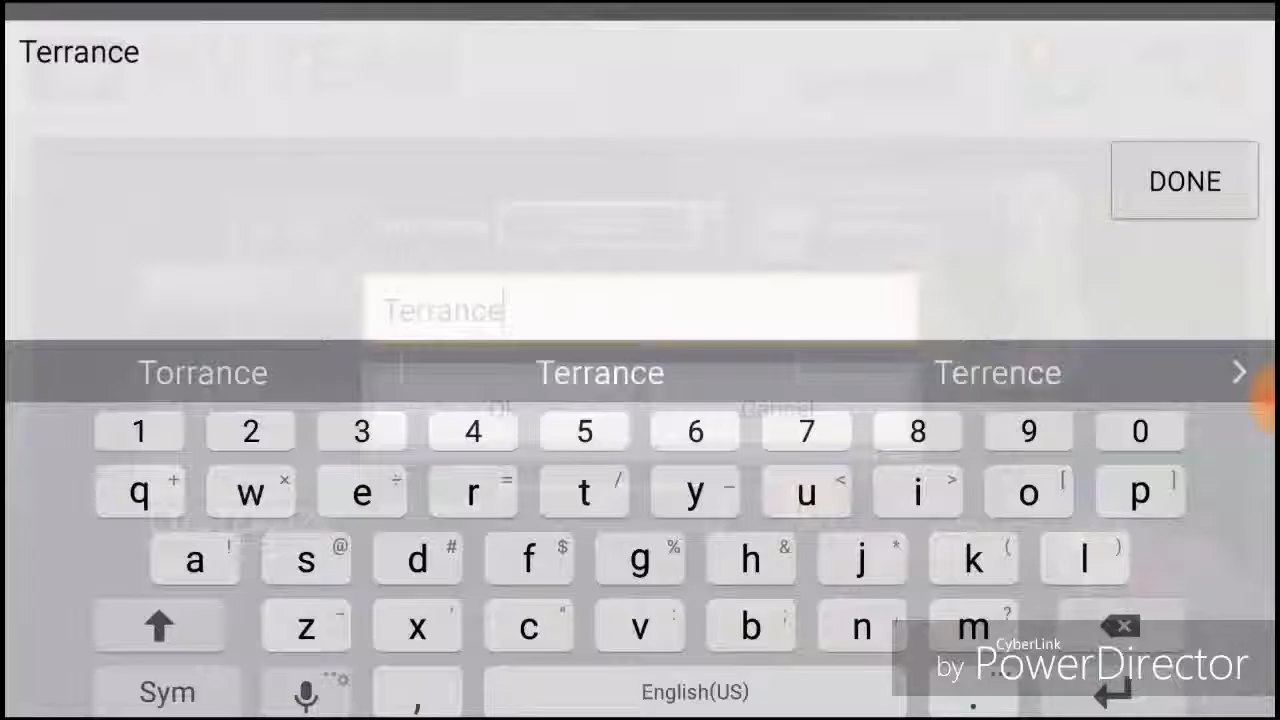 Terrance
DONE
Terrance
Torrance Terrance Terrence >
Cancel
1 2 3 4 5 6 7 8 9 0
q + w × e ÷ r = t / y _ u < i > o [ p ]
a ! s @ d # f $ g % h & j * k ( l )
z - x ' c " v : b ; n m ?
CyberLink
by PowerDirector
Sym , English(US) .